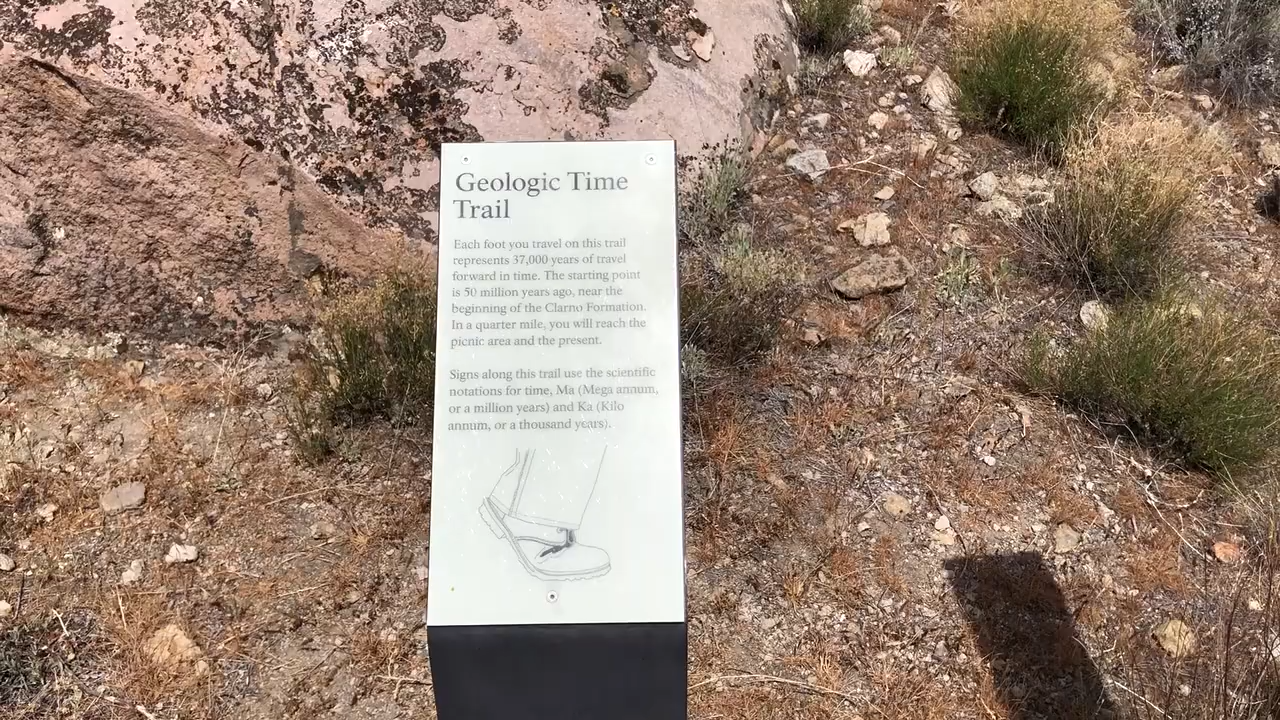 Geologic Time
Trail
Each foot you travel on this trail
represents 37,000 years of travel
forward in time. The starting point
is 50 million years ago, near the
beginning of the Clarno Formation.
In a quarter mile, you will reach the
picnic area and the present.
Signs along this trail use the scientific
notations for time, Ma (Mega annum,
or a million years) and Ka (Kilo
annum, or a thousand years).